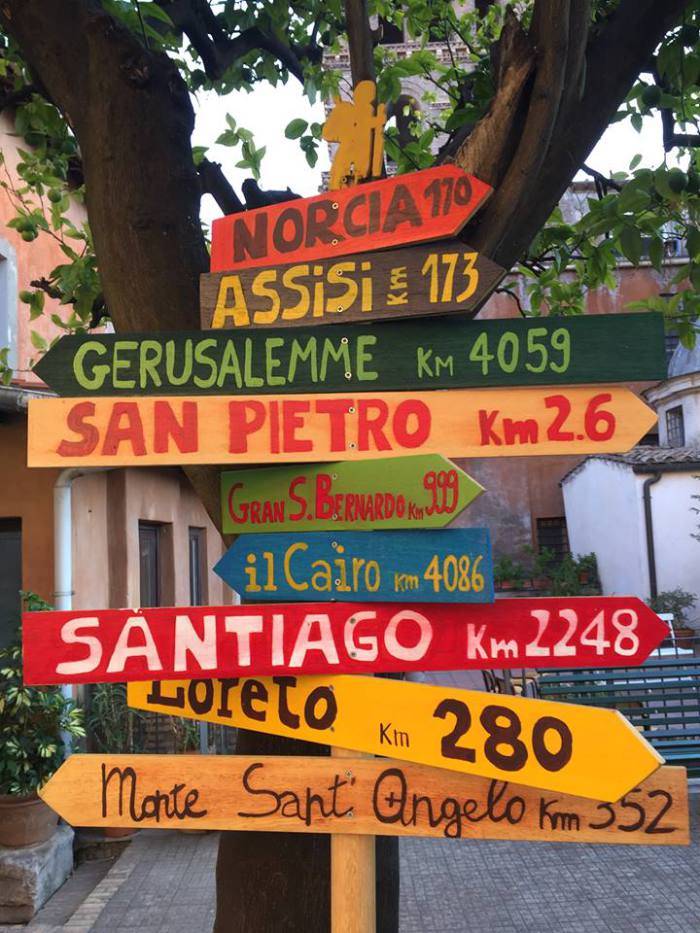 NORCIA 170
ASSiSi Km 173
GERUSALEMME Km 4059
SAN PIETRO Km 2.6
GRAN S. BERNARDO Km 999
il Cairo Km 4086
SANTIAGO Km 2248
Loreto Km 280
Monte Sant' Angelo Km 352